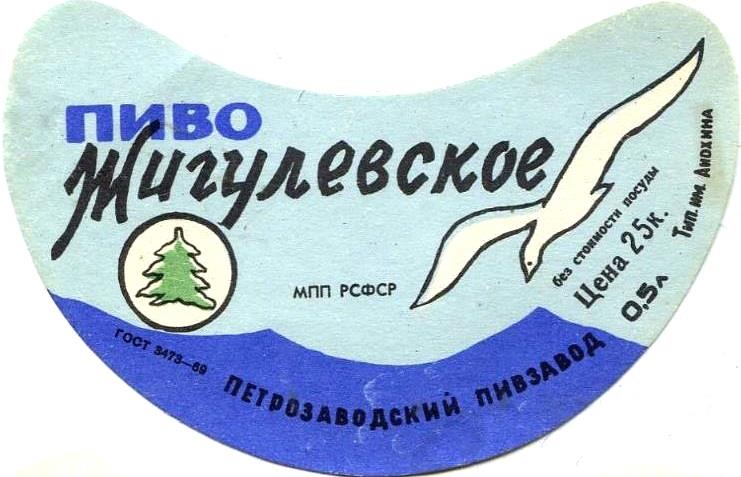 ПИВО
Жигулевское
МПП РСФСР
ГОСТ 3473—69
ПЕТРОЗАВОДСКИЙ ПИВЗАВОД
без стоимости посуды
Цена 25к.
0,5л
Тип. им. Анохина